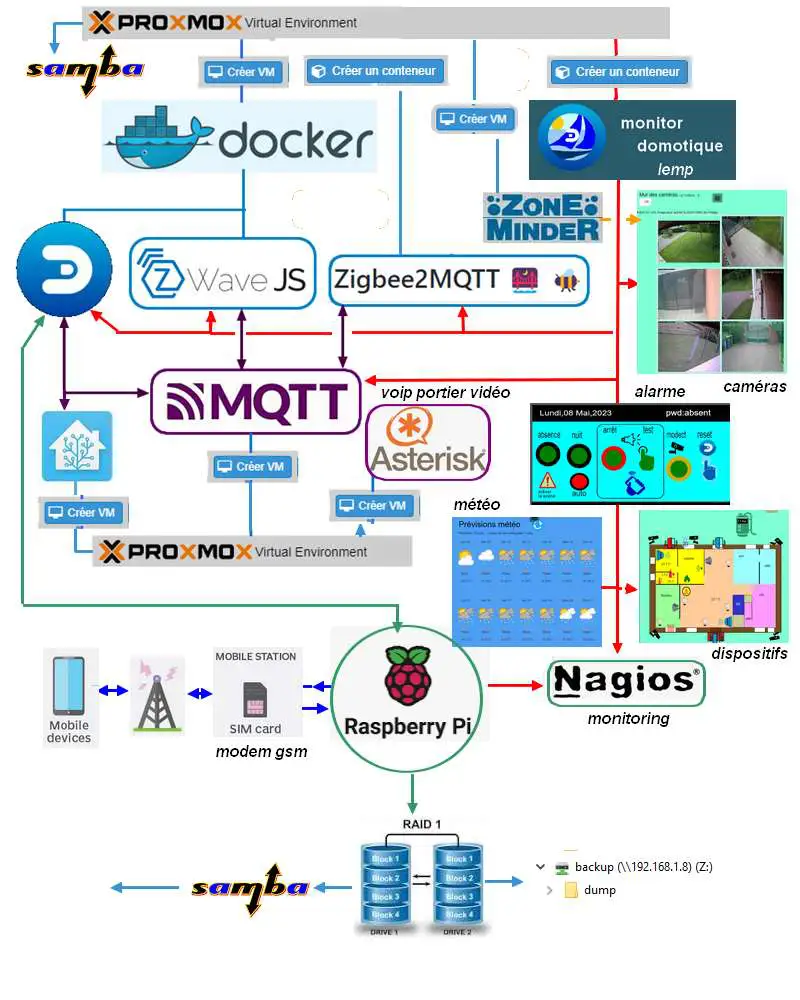 PROXMOX Virtual Environment
samba
Créer VM
Créer un conteneur
Créer un conteneur
Créer VM
docker
monitor
domotique
lemp
ZONE
MINDER
Mur des caméras
Z Wave JS
Zigbee2MQTT
MQTT
voip portier vidéo
alarme
caméras
Asterisk
Lundi,08 Mai,2023
pwd:absent
absence
nuit
arrêt
test
modect
reset
auto
Créer VM
Créer VM
Créer VM
PROXMOX Virtual Environment
météo
Prévisions météo
dispositifs
MOBILE STATION
SIM card
modem gsm
Mobile
devices
Raspberry Pi
Nagios®
monitoring
RAID 1
Block 1
Block 1
Block 2
Block 2
Block 3
Block 3
Block 4
Block 4
DRIVE 1
DRIVE 2
samba
backup (\\192.168.1.8) (Z:)
dump